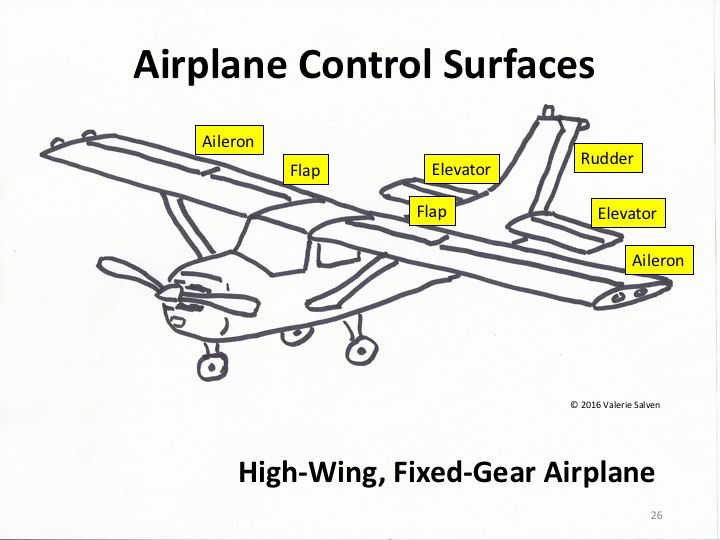 Airplane Control Surfaces
Aileron
Flap
Elevator
Rudder
Flap
Elevator
Aileron
© 2016 Valerie Salven
High-Wing, Fixed-Gear Airplane
26